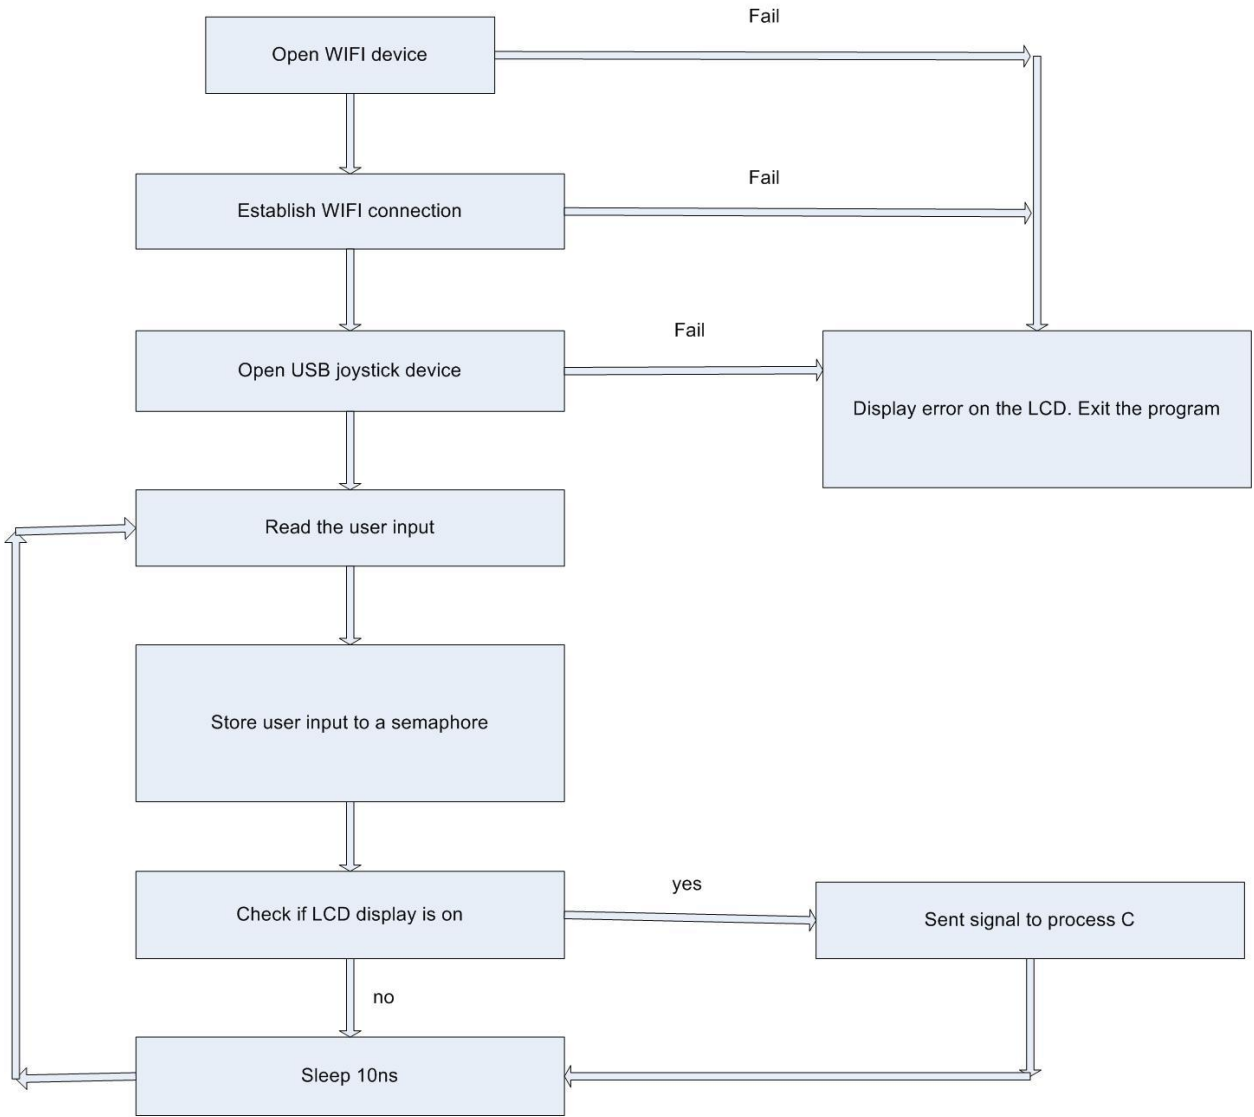 Fail
Open WIFI device
Fail
Establish WIFI connection
Fail
Open USB joystick device
Display error on the LCD. Exit the program
Read the user input
Store user input to a semaphore
yes
Check if LCD display is on
Sent signal to process C
no
Sleep 10ns